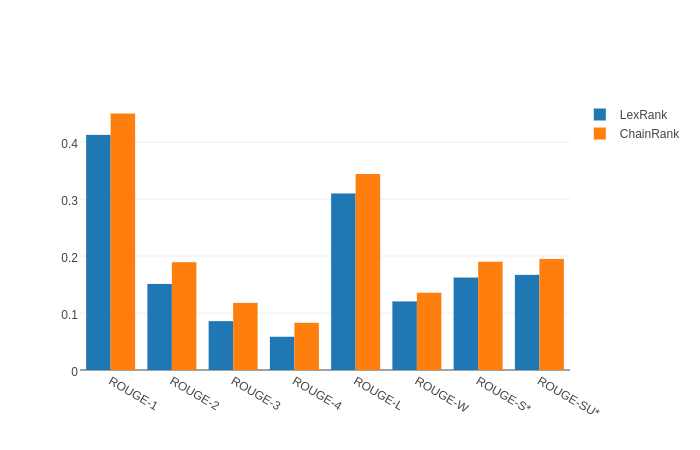 LexRank
ChainRank
0.4
0.3
0.2
0.1
0
ROUGE-1
ROUGE-2
ROUGE-3
ROUGE-4
ROUGE-L
ROUGE-W
ROUGE-S*
ROUGE-SU*